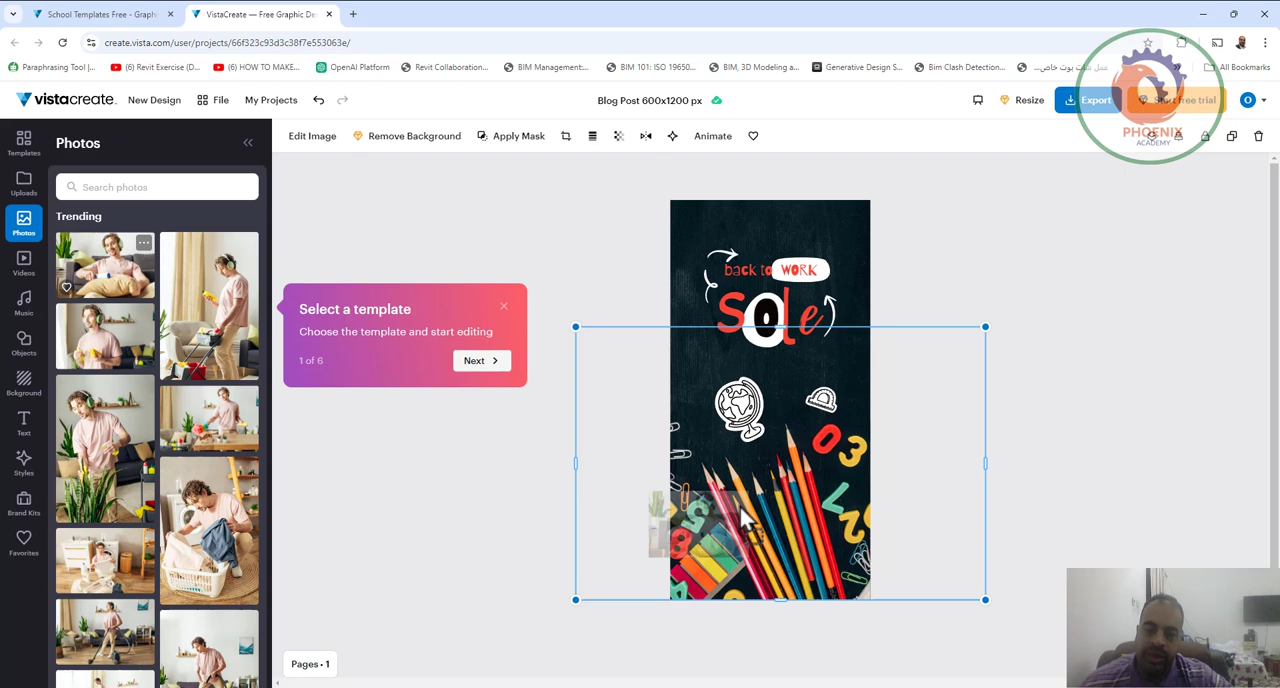 School Templates Free - Graphi
VistaCreate — Free Graphic De
create.vista.com/user/projects/66f323c93d3c38f7e553063e/
Paraphrasing Tool |...
(6) Revit Exercise (D...
(6) HOW TO MAKE...
OpenAI Platform
Revit Collaboration...
BIM Management:...
BIM 101: ISO 19650...
BIM, 3D Modeling a...
Generative Design S...
Bim Clash Detection...
All Bookmarks
vistacreate
New Design
File
My Projects
Blog Post 600x1200 px
Resize
Export
Start free trial
O
PHOENIX
ACADEMY
Templates
Uploads
Photos
Videos
Music
Objects
Bckground
Text
Styles
Brand Kits
Favorites
Photos
Search photos
Trending
Edit Image
Remove Background
Apply Mask
Animate
Select a template
Choose the template and start editing
1 of 6
Next
back to WORK
Sale
0 3
Pages • 1